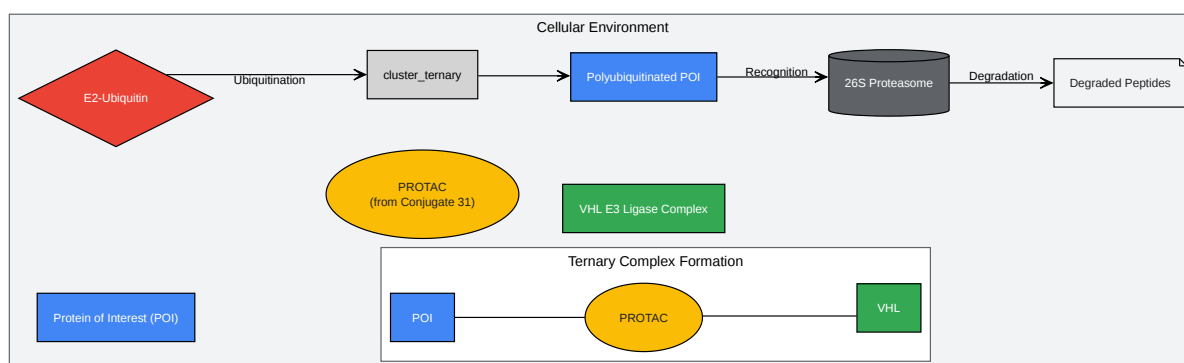 Cellular Environment
E2-Ubiquitin
Ubiquitination
cluster_ternary
Polyubiquitinated POI
Recognition
26S Proteasome
Degradation
Degraded Peptides
PROTAC
(from Conjugate 31)
VHL E3 Ligase Complex
Ternary Complex Formation
Protein of Interest (POI)
POI
PROTAC
VHL